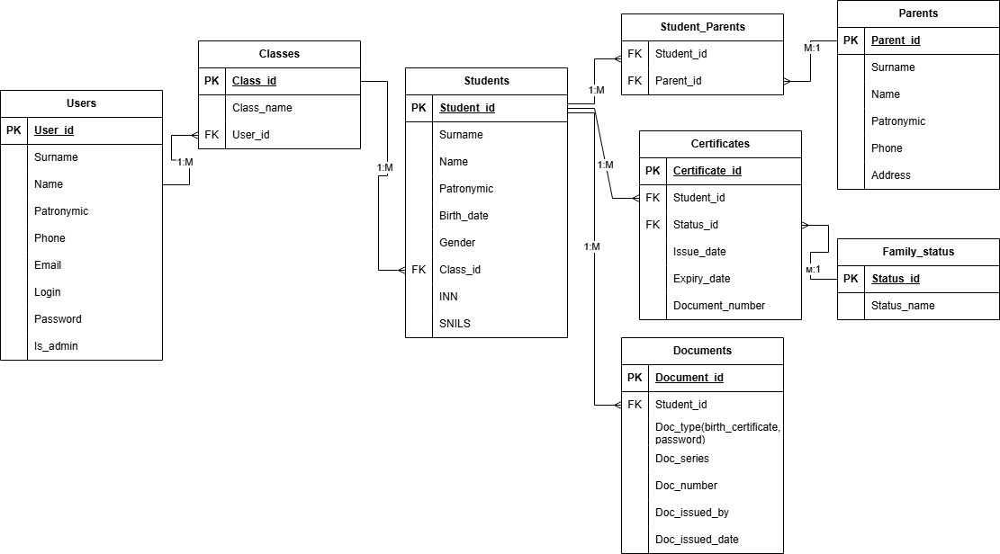 Users
PK User_id
Surname
Name
Patronymic
Phone
Email
Login
Password
Is_admin
1:M
Classes
PK Class_id
Class_name
FK User_id
1:M
Students
PK Student_id
Surname
Name
Patronymic
Birth_date
Gender
FK Class_id
INN
SNILS
1:M
1:M
1:M
Student_Parents
FK Student_id
FK Parent_id
M:1
Parents
PK Parent_id
Surname
Name
Patronymic
Phone
Address
Certificates
PK Certificate_id
FK Student_id
FK Status_id
Issue_date
Expiry_date
Document_number
м:1
Family_status
PK Status_id
Status_name
Documents
PK Document_id
FK Student_id
Doc_type(birth_certificate,
password)
Doc_series
Doc_number
Doc_issued_by
Doc_issued_date